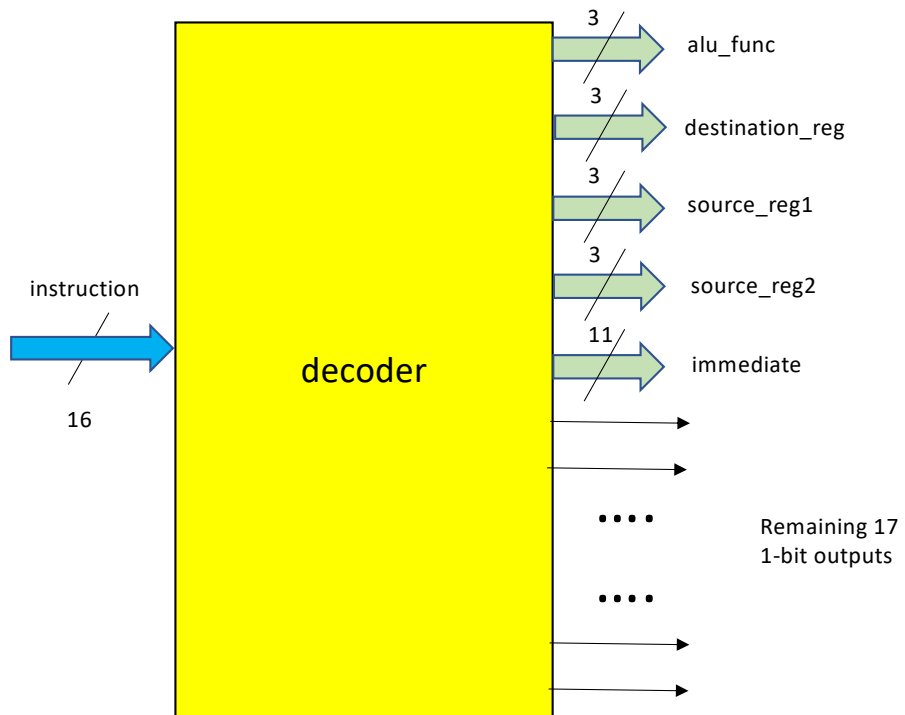 3
alu_func
3
destination_reg
3
source_reg1
3
source_reg2
instruction
11
immediate
decoder
16
....
Remaining 17
1-bit outputs
....